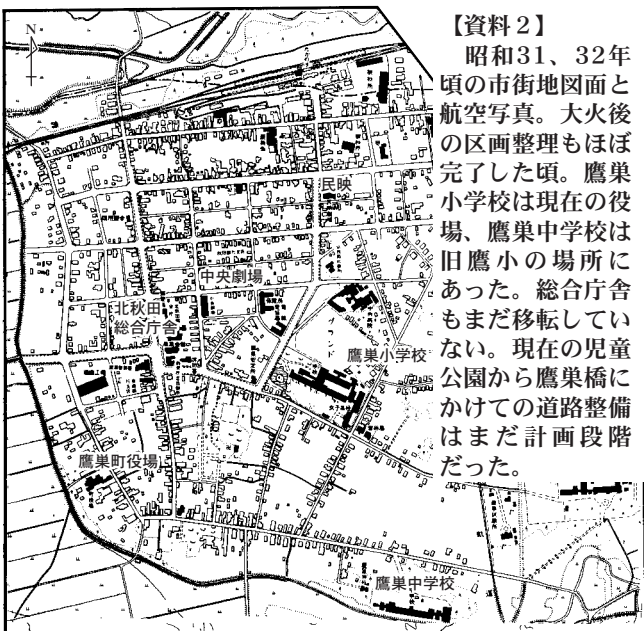 【資料2】
昭和31、32年
頃の市街地図面と
航空写真。大火後
の区画整理もほぼ
完了した頃。鷹巣
小学校は現在の役
場、鷹巣中学校は
旧鷹小の場所に
あった。総合庁舎
もまだ移転してい
ない。現在の児童
公園から鷹巣橋に
かけての道路整備
はまだ計画段階
だった。
N
民映
中央劇場
北秋田
総合庁舎
グランド
鷹巣小学校
鷹巣町役場
鷹巣中学校